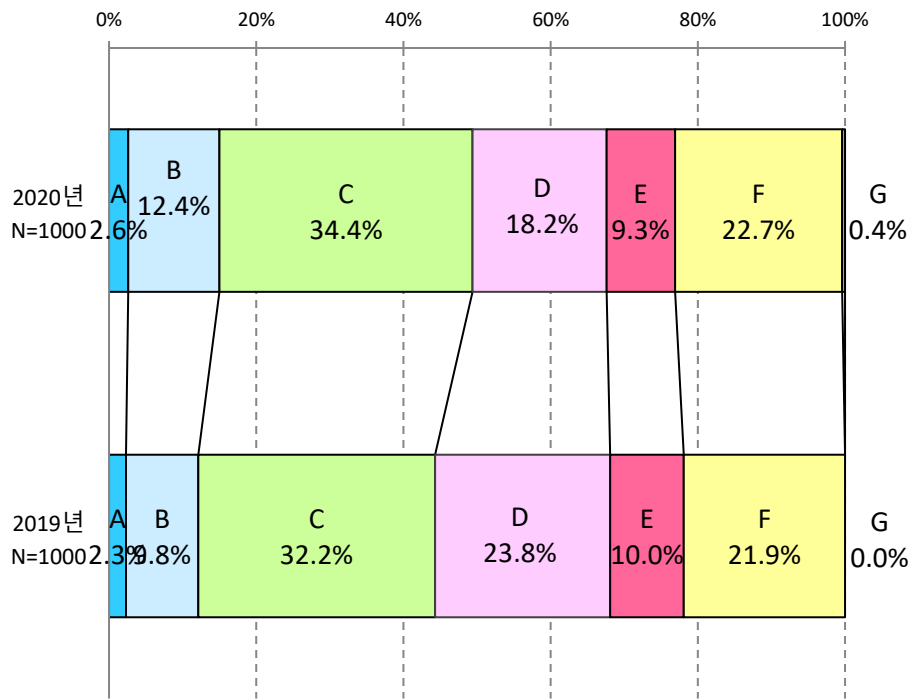 0% 20% 40% 60% 80% 100%
2020년
N=1000
A
2.6%
B
12.4%
C
34.4%
D
18.2%
E
9.3%
F
22.7%
G
0.4%
2019년
N=1000
A
2.3%
B
9.8%
C
32.2%
D
23.8%
E
10.0%
F
21.9%
G
0.0%